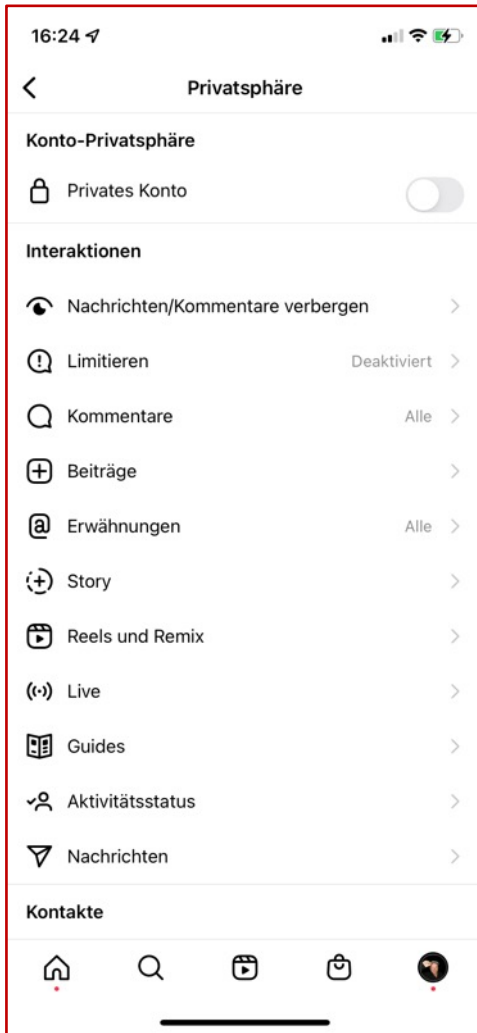 16:24
Privatsphäre
Konto-Privatsphäre
Privates Konto
Interaktionen
Nachrichten/Kommentare verbergen
Limitieren Deaktiviert
Kommentare Alle
Beiträge
Erwähnungen Alle
Story
Reels und Remix
Live
Guides
Aktivitätsstatus
Nachrichten
Kontakte